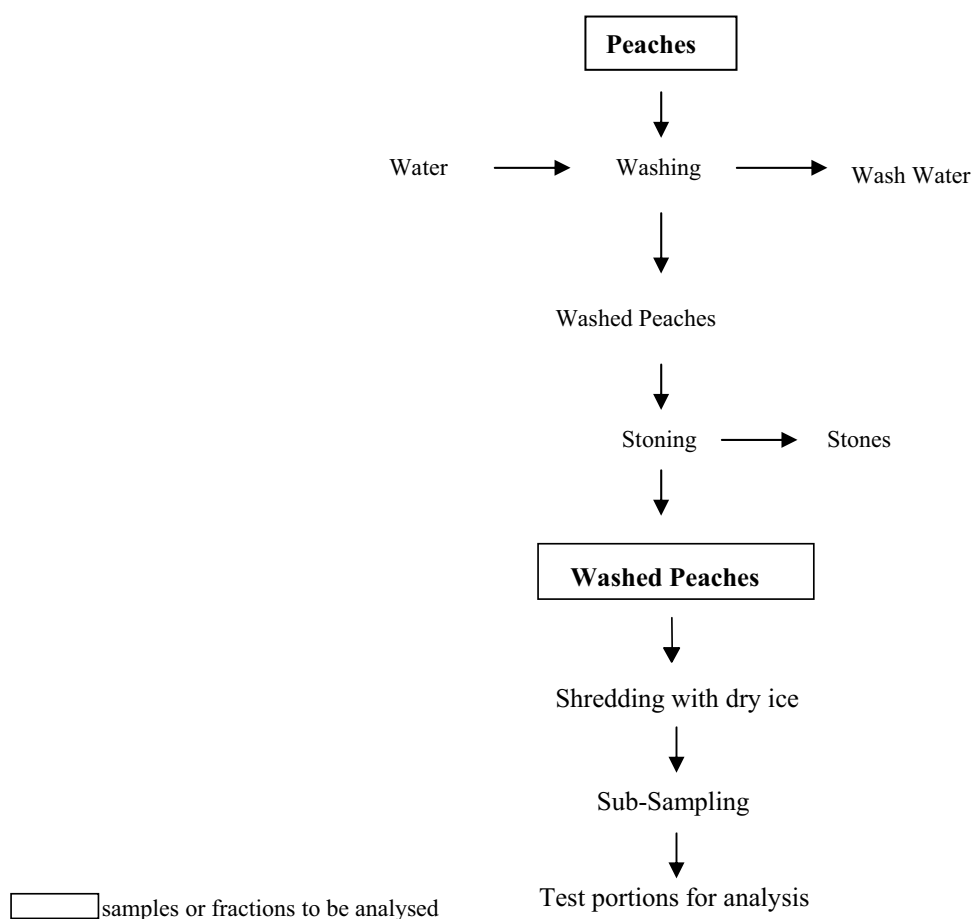 Peaches
Water
Washing
Wash Water
Washed Peaches
Stoning
Stones
Washed Peaches
Shredding with dry ice
Sub-Sampling
Test portions for analysis
samples or fractions to be analysed